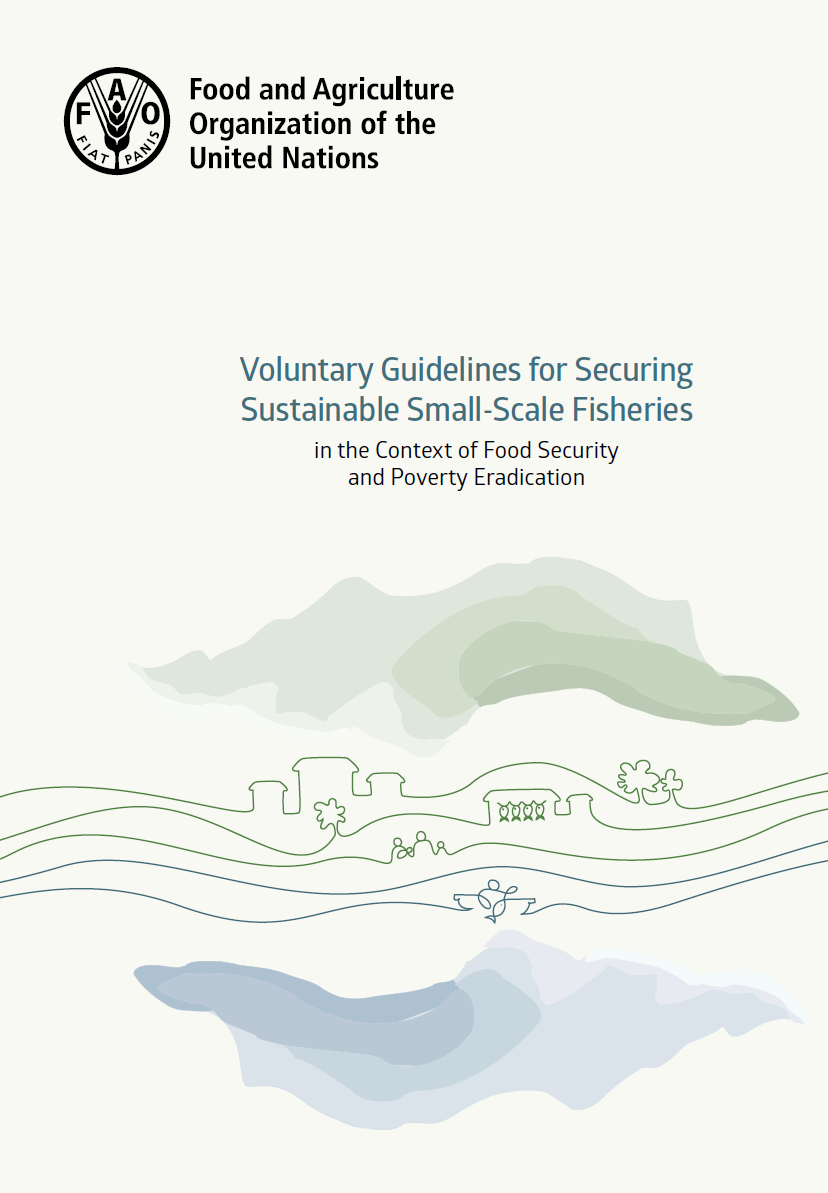 F A O
FIAT PANIS
Food and Agriculture
Organization of the
United Nations
Voluntary Guidelines for Securing
Sustainable Small-Scale Fisheries
in the Context of Food Security
and Poverty Eradication